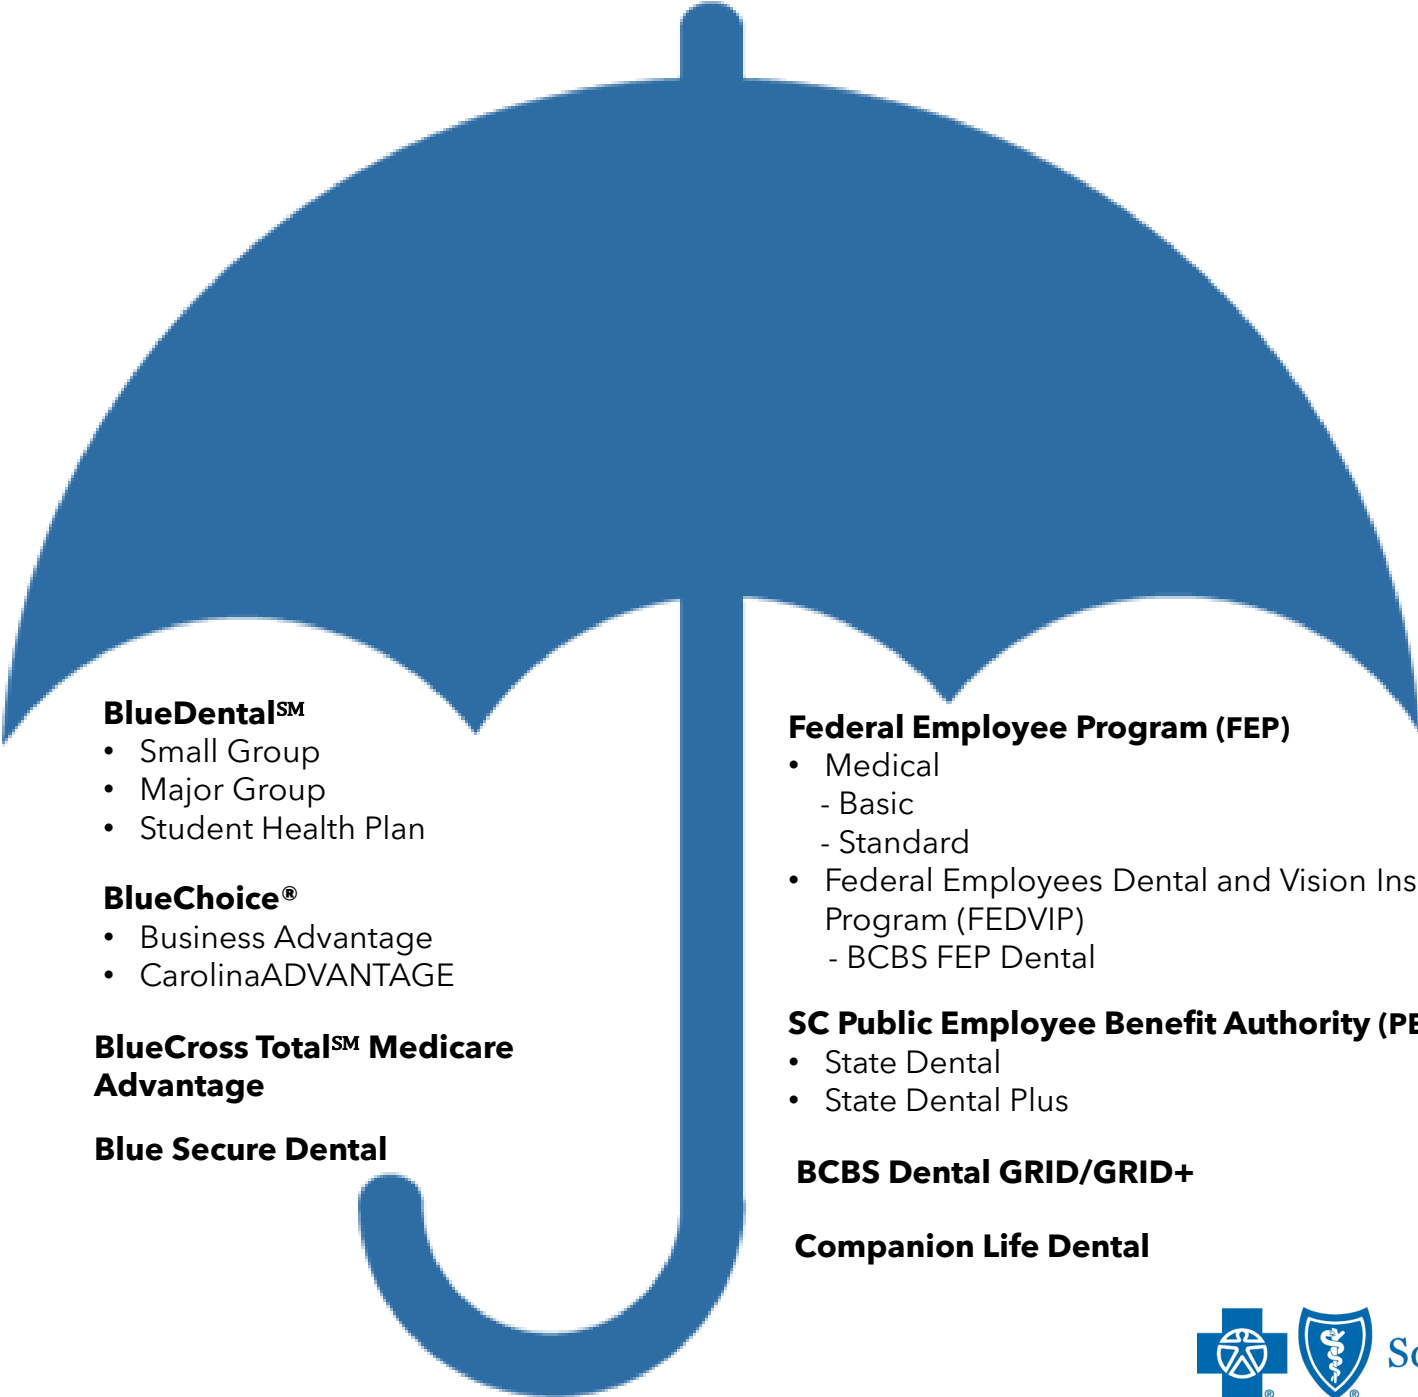 BlueDental℠
• Small Group
• Major Group
• Student Health Plan
BlueChoice®
• Business Advantage
• CarolinaADVANTAGE
BlueCross Total℠ Medicare
Advantage
Blue Secure Dental
Federal Employee Program (FEP)
• Medical
- Basic
- Standard
• Federal Employees Dental and Vision Ins
Program (FEDVIP)
- BCBS FEP Dental
SC Public Employee Benefit Authority (PE
• State Dental
• State Dental Plus
BCBS Dental GRID/GRID+
Companion Life Dental
® ®